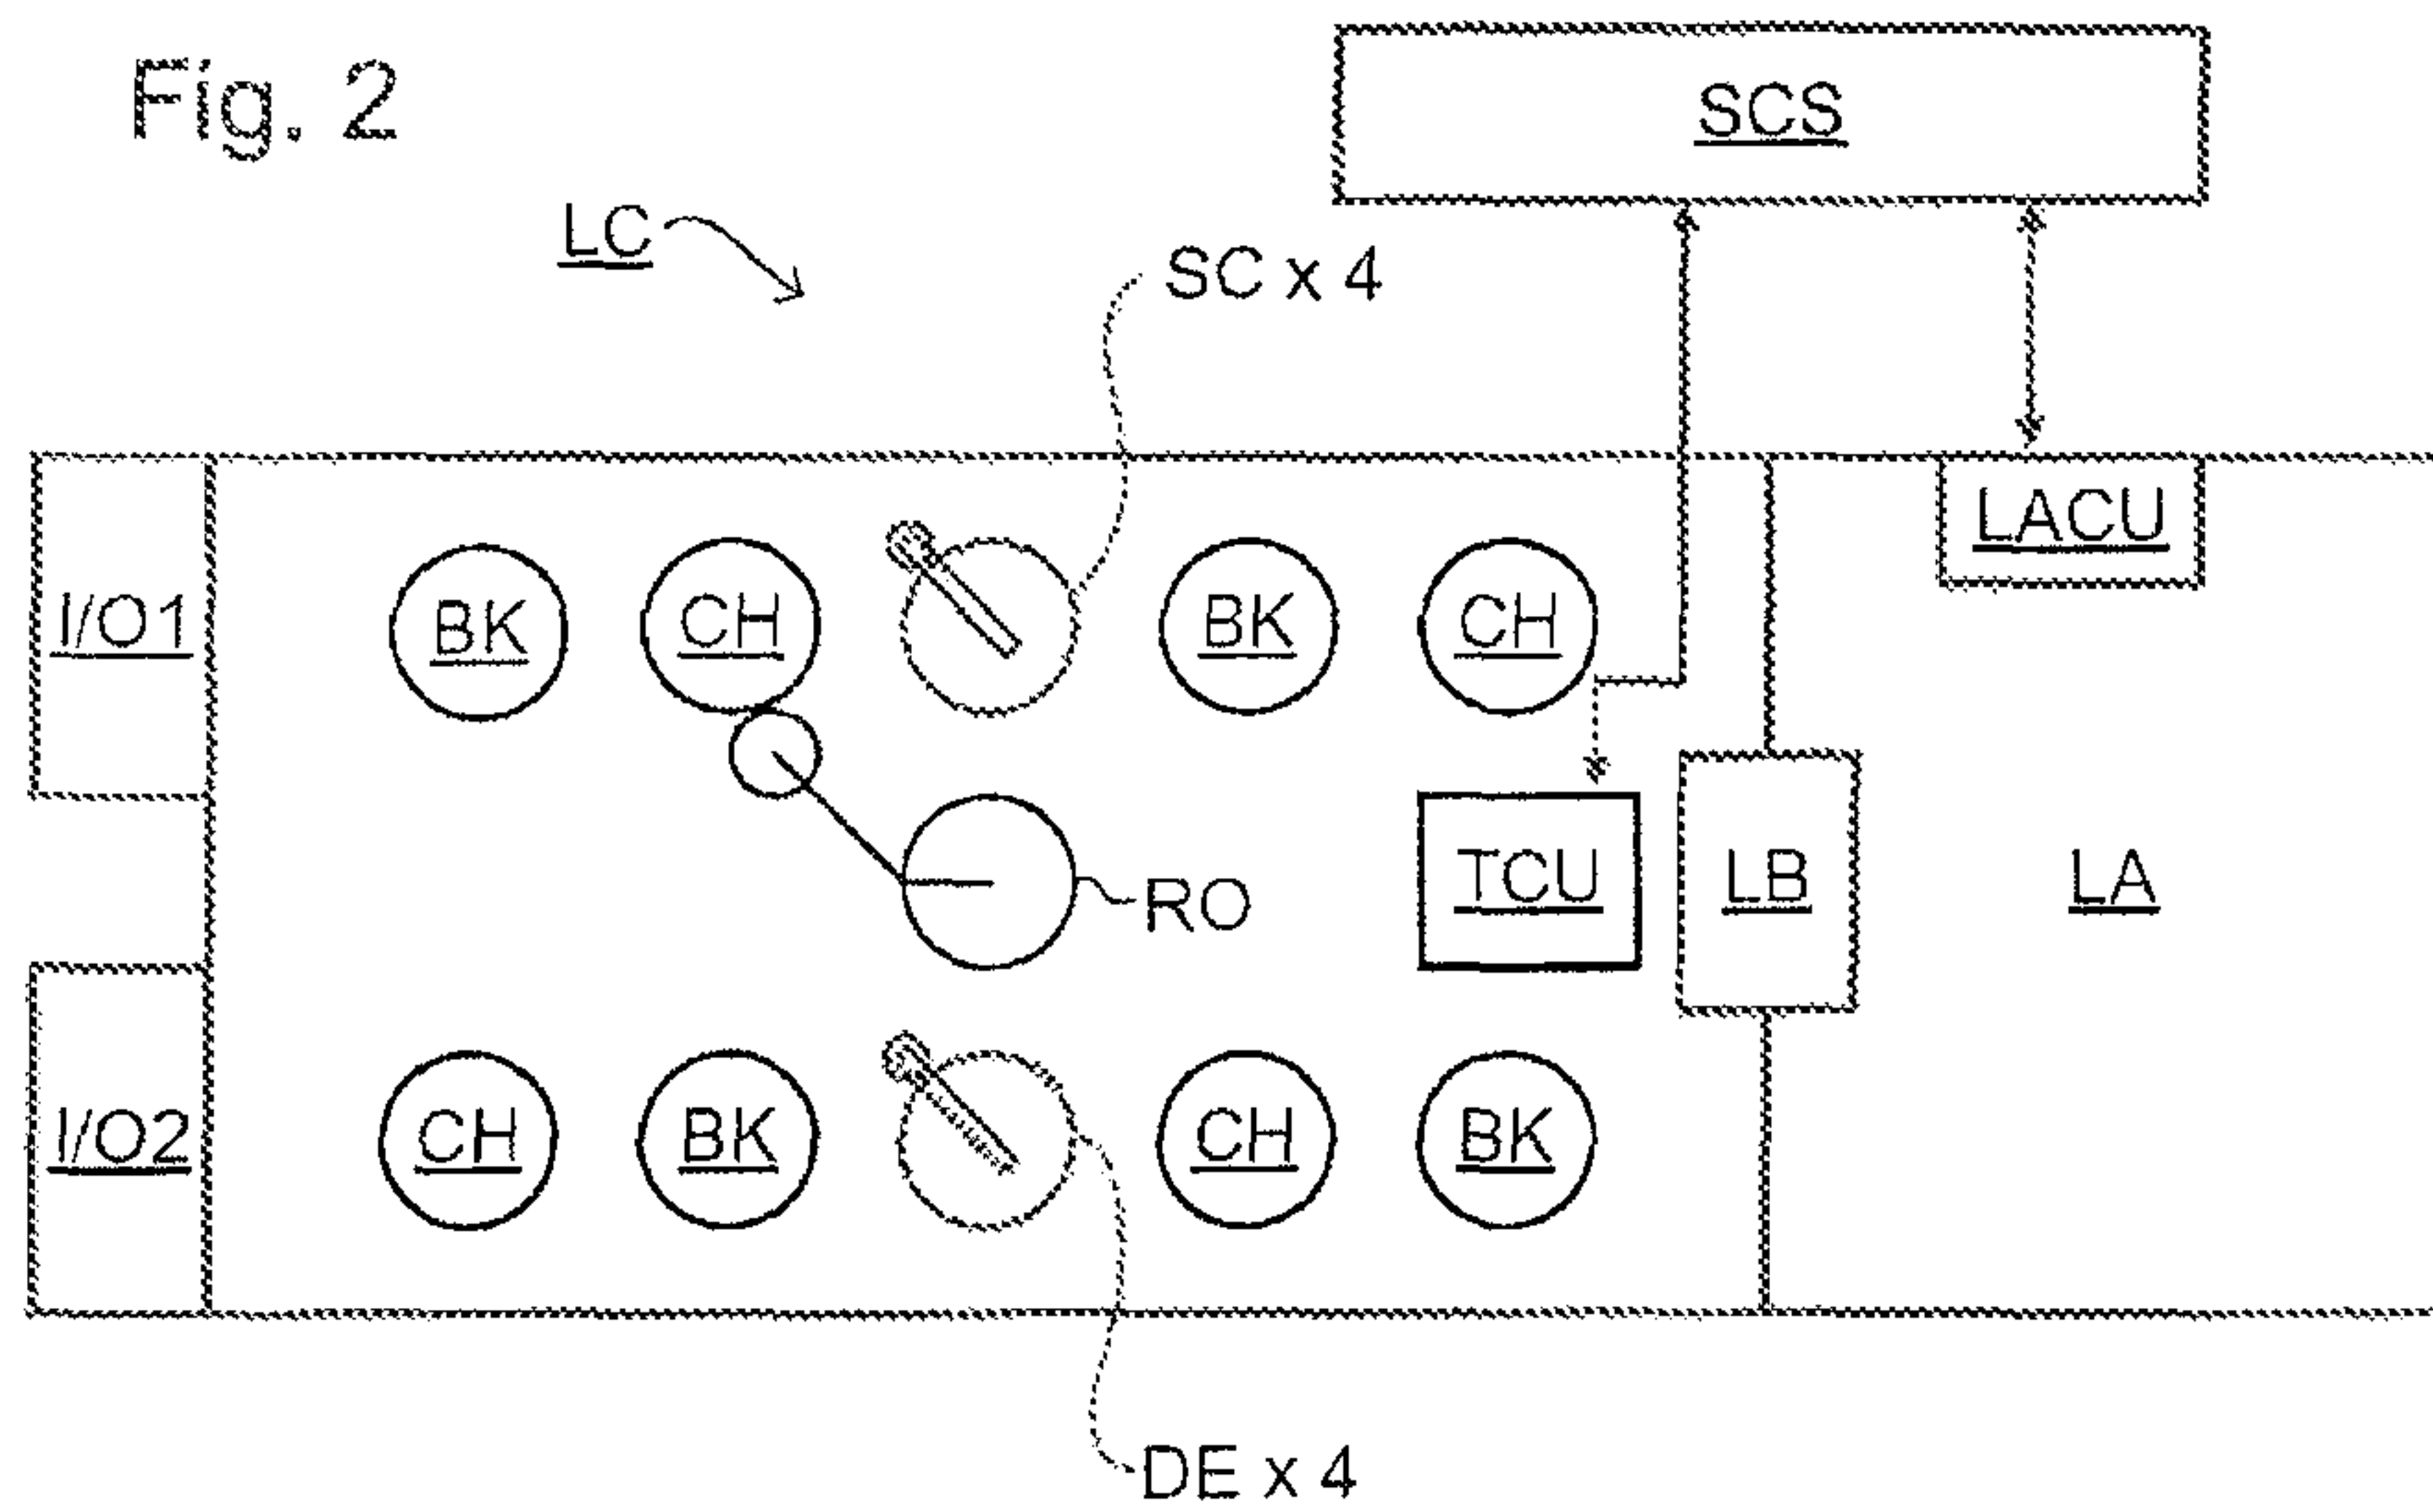 Fig. 2
SCS
LC
SC x 4
LACU
I/O1
BK
CH
BK
CH
RO
TCU
LB
LA
I/O2
CH
BK
CH
BK
DE x 4